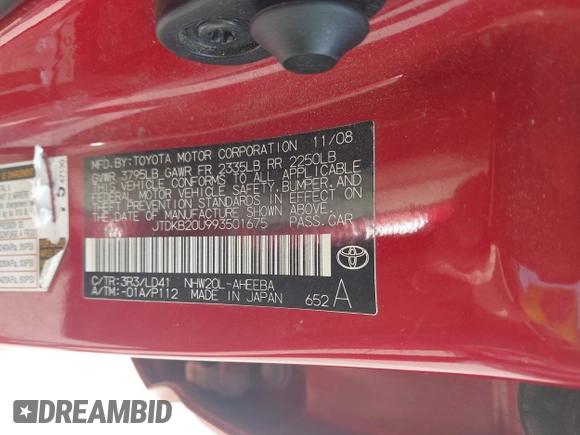 MFD. BY: TOYOTA MOTOR CORPORATION 11/08
GVWR 3795LB GAWR FR 2335LB RR 2250LB
THIS VEHICLE CONFORMS TO ALL APPLICABLE
FEDERAL MOTOR VEHICLE SAFETY, BUMPER, AND
THEFT PREVENTION STANDARDS IN EFFECT ON
THE DATE OF MANUFACTURE SHOWN ABOVE.
JTDKB20U993501675 PASS. CAR
C/TR: 3R3/LD41 NHW20L-AHEEBA
A/TM: -01A/P112 MADE IN JAPAN 652 A
47190
DREAMBID